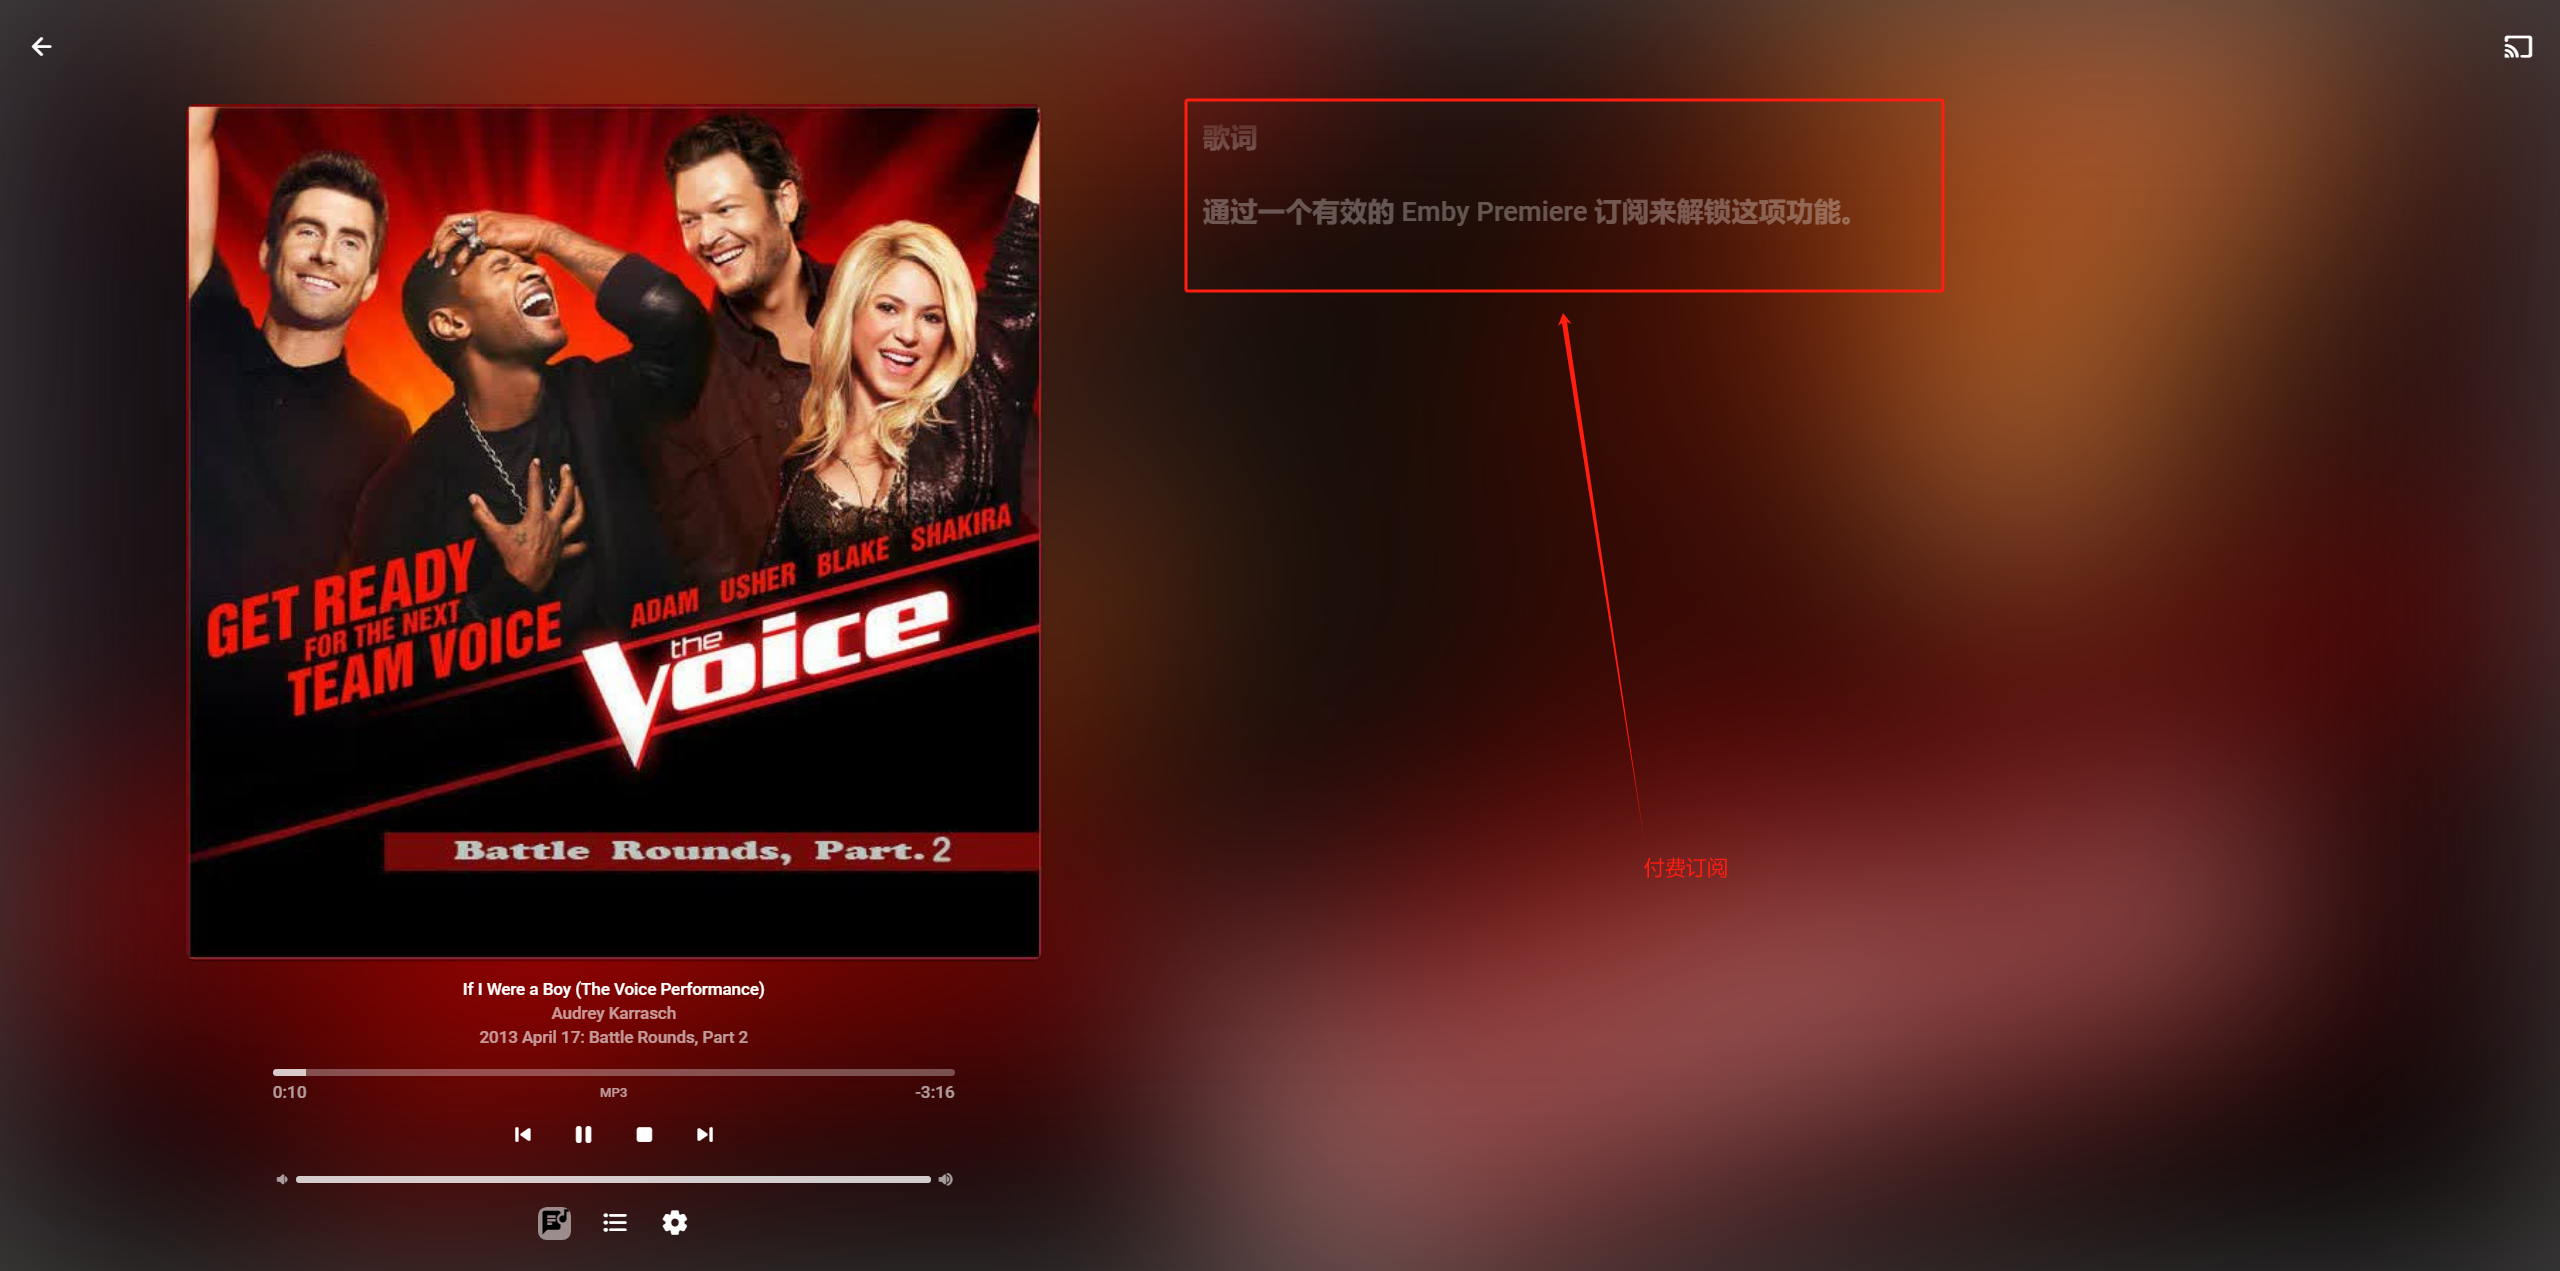 歌词
通过一个有效的 Emby Premiere 订阅来解锁这项功能。
付费订阅
GET READY
FOR THE NEXT
TEAM VOICE
ADAM USHER BLAKE SHAKIRA
the
Voice
Battle Rounds, Part. 2
If I Were a Boy (The Voice Performance)
Audrey Karrasch
2013 April 17: Battle Rounds, Part 2
0:10 MP3 -3:16